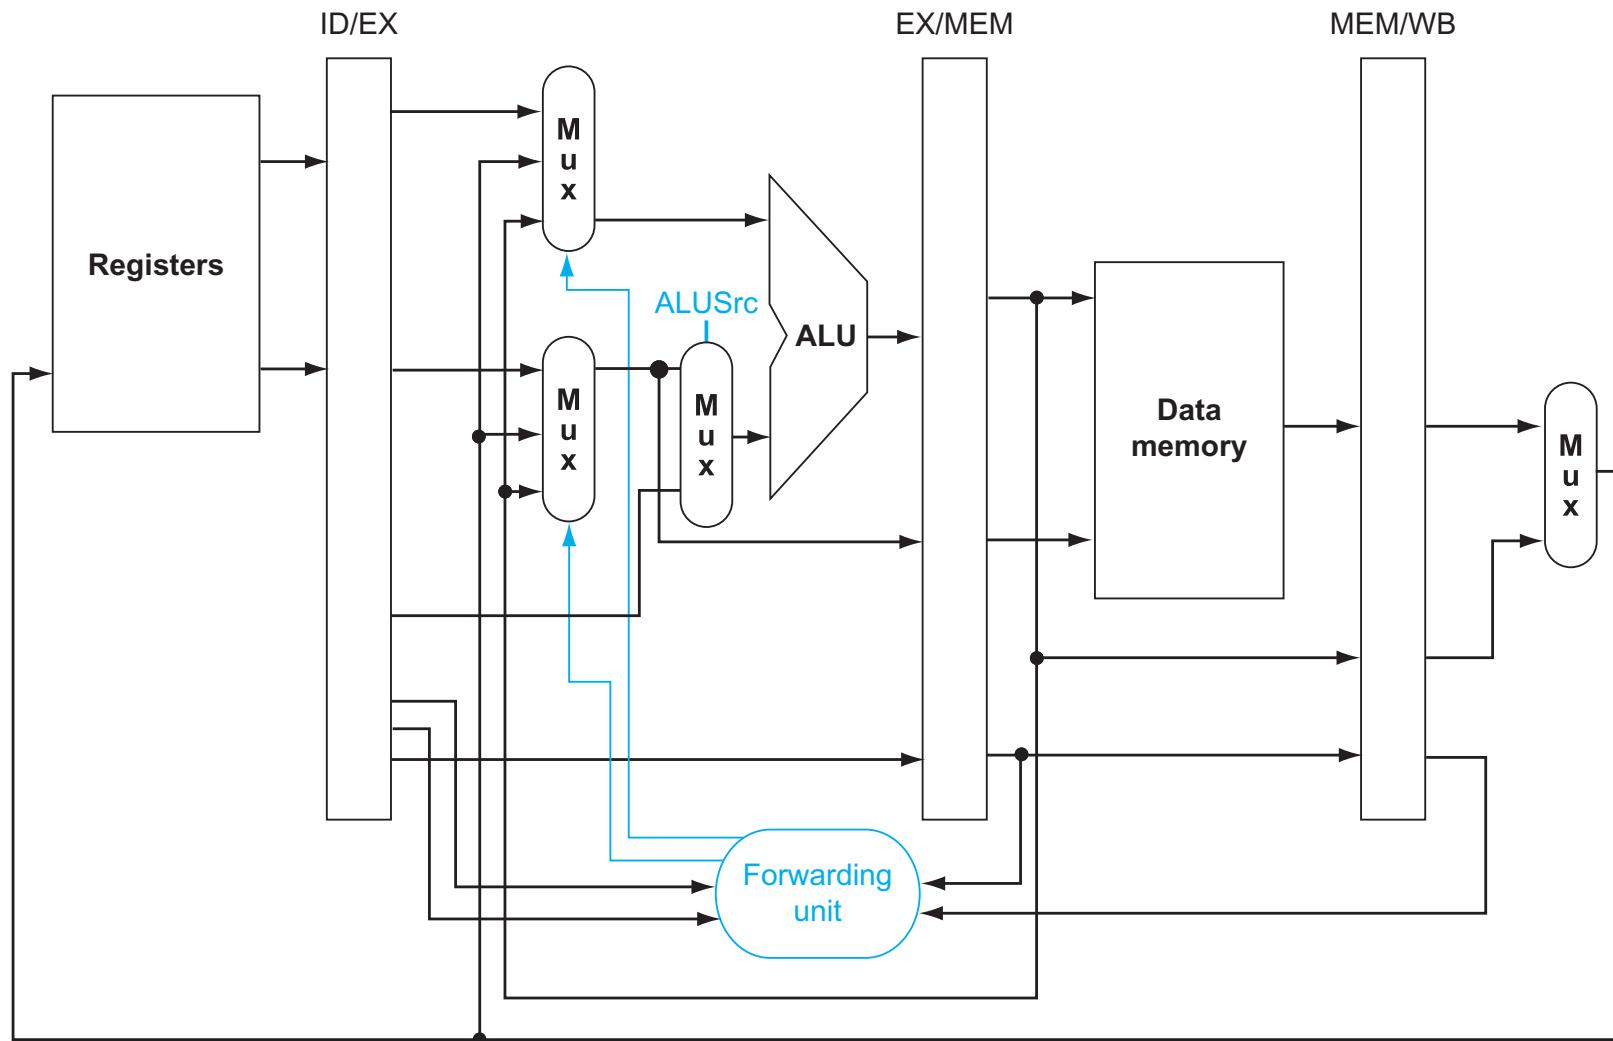 ID/EX
EX/MEM
MEM/WB
M
u
x
Registers
ALUSrc
ALU
M
u
x
M
u
x
Data
memory
M
u
x
Forwarding
unit